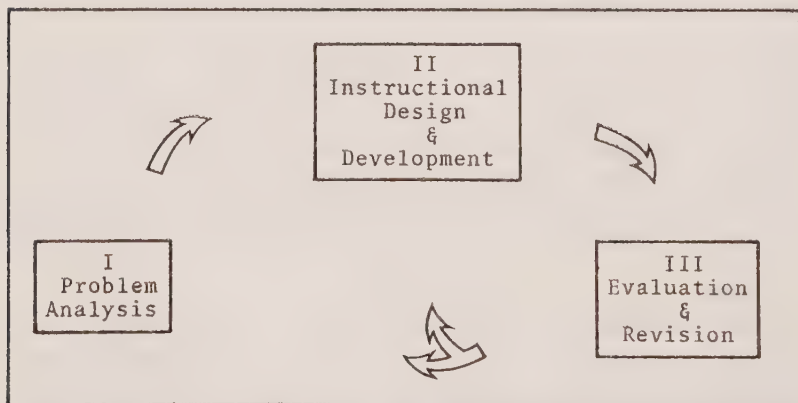 II
Instructional
Design
&
Development
I
Problem
Analysis
III
Evaluation
&
Revision